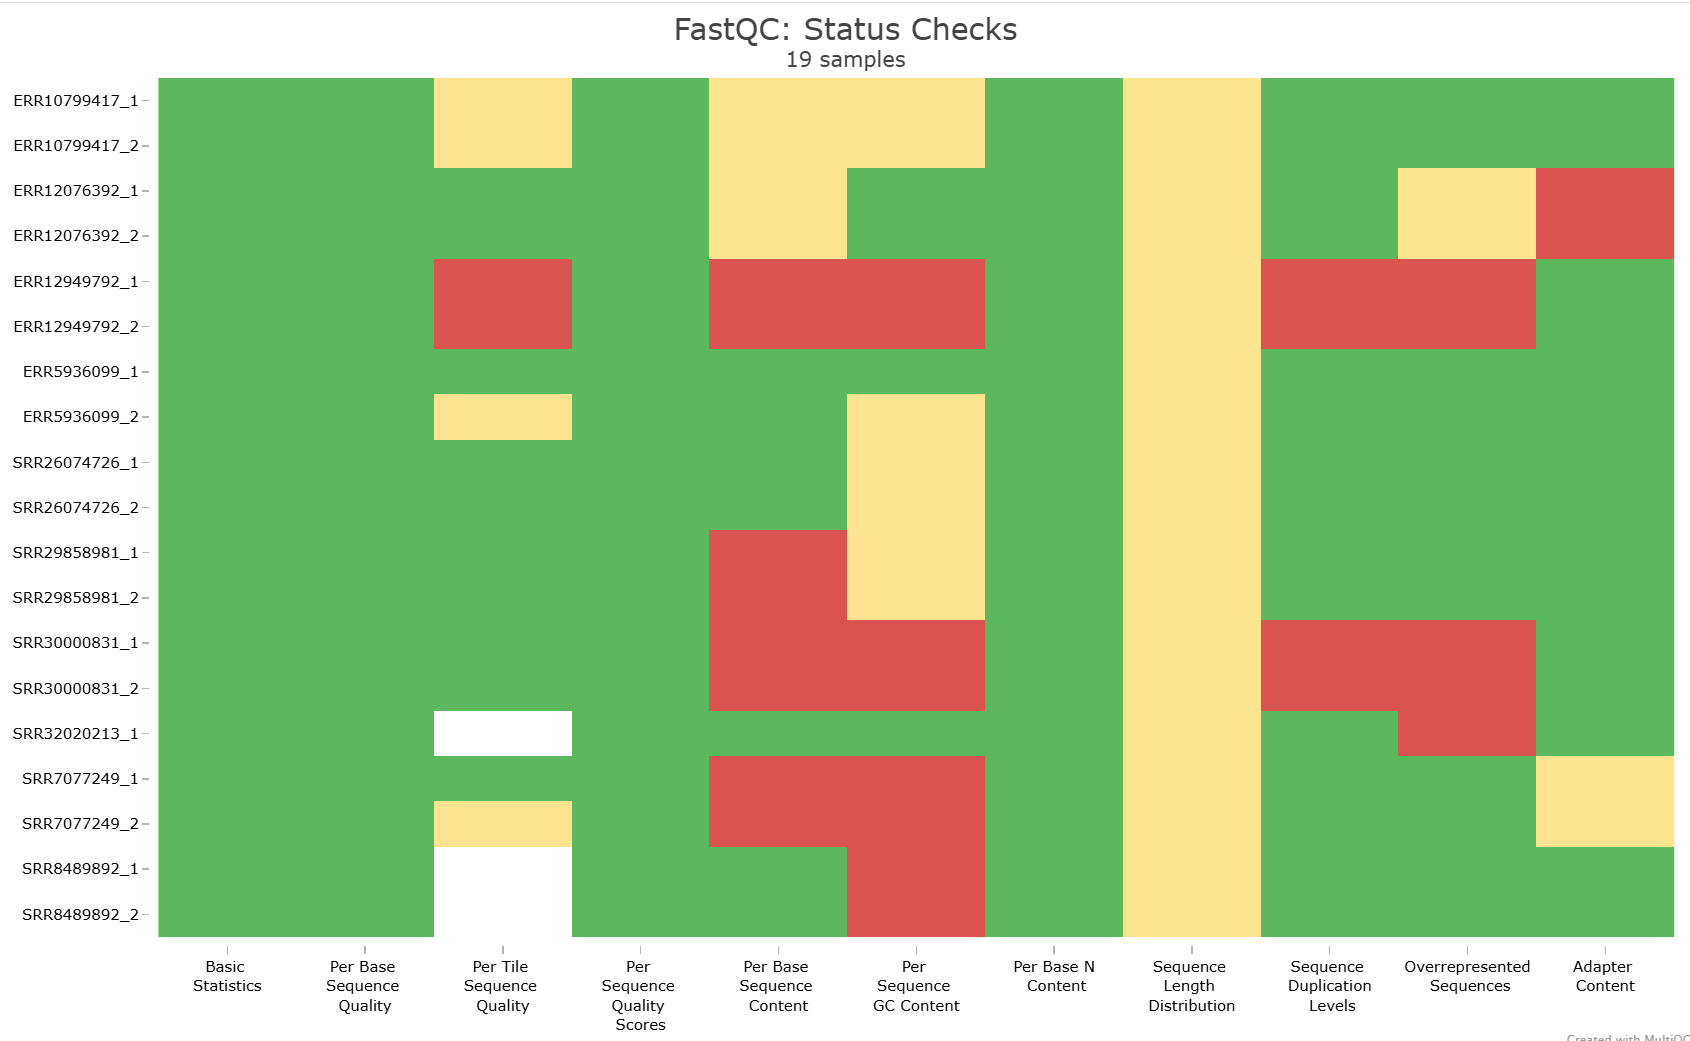 FastQC: Status Checks
19 samples
ERR10799417_1
ERR10799417_2
ERR12076392_1
ERR12076392_2
ERR12949792_1
ERR12949792_2
ERR5936099_1
ERR5936099_2
SRR26074726_1
SRR26074726_2
SRR29858981_1
SRR29858981_2
SRR30000831_1
SRR30000831_2
SRR32020213_1
SRR7077249_1
SRR7077249_2
SRR8489892_1
SRR8489892_2
Basic
Statistics
Per Base
Sequence
Quality
Per Tile
Sequence
Quality
Per
Sequence
Quality
Scores
Per Base
Sequence
Content
Per
Sequence
GC Content
Per Base N
Content
Sequence
Length
Distribution
Sequence
Duplication
Levels
Overrepresented
Sequences
Adapter
Content
Created with MultiQC